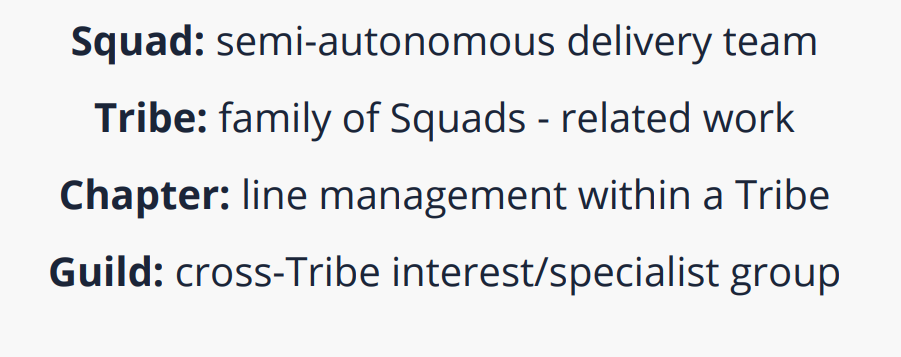 Squad: semi-autonomous delivery team
Tribe: family of Squads - related work
Chapter: line management within a Tribe
Guild: cross-Tribe interest/specialist group